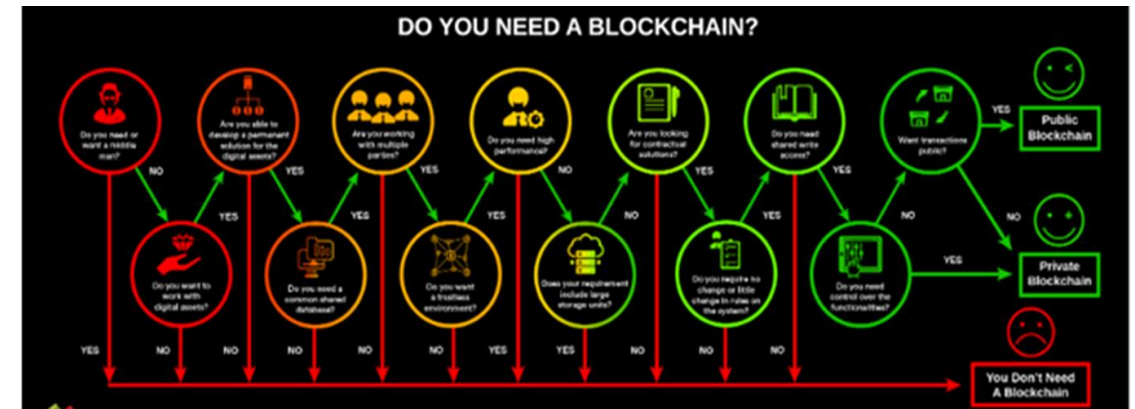 DO YOU NEED A BLOCKCHAIN?
Do you need or
want a middle
man?
Are you able to
develop a permanent
solution for the
digital assets?
Are you working
with multiple
parties?
Do you need high
performance?
Are you looking
for contractual
solutions?
Do you need
shared write
access?
Want transactions
public?
YES
Public
Blockchain
NO
YES
YES
NO
YES
YES
YES
YES
YES
NO
YES
NO
NO
Do you want to
work with
digital assets?
Do you need a
common shared
database?
Do you want
a trustless
environment?
Does your requirement
include large
storage units?
Do you require no
change or little
change in rules on
the system?
Do you need
control over the
functionalities?
YES
Private
Blockchain
YES
NO
NO
NO
NO
NO
YES
YES
NO
NO
NO
You Don't Need
A Blockchain